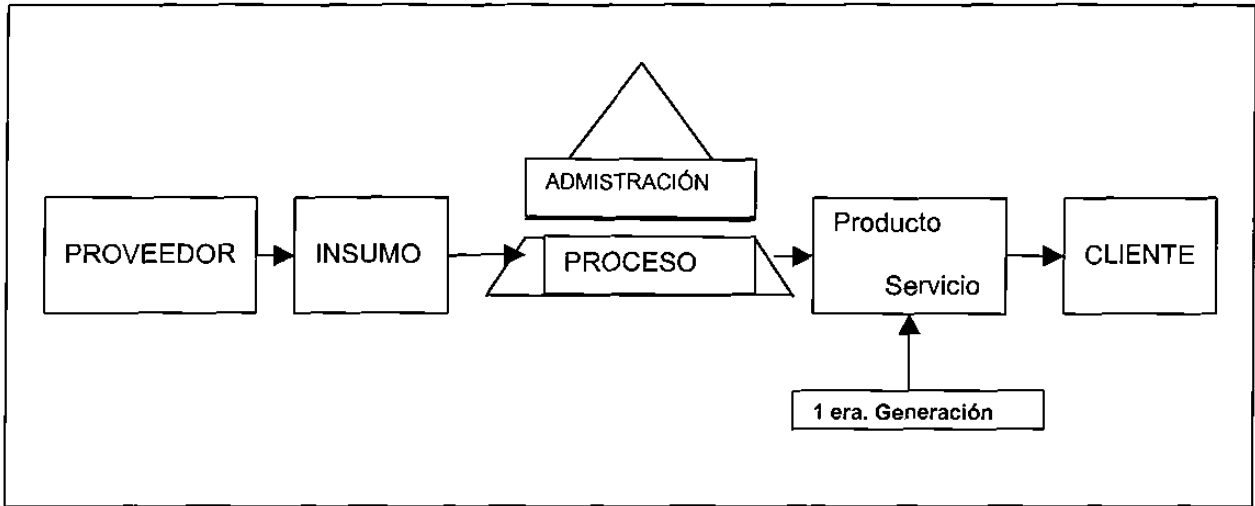 ADMISTRACIÓN
PROVEEDOR
INSUMO
PROCESO
Producto
Servicio
CLIENTE
1 era. Generación